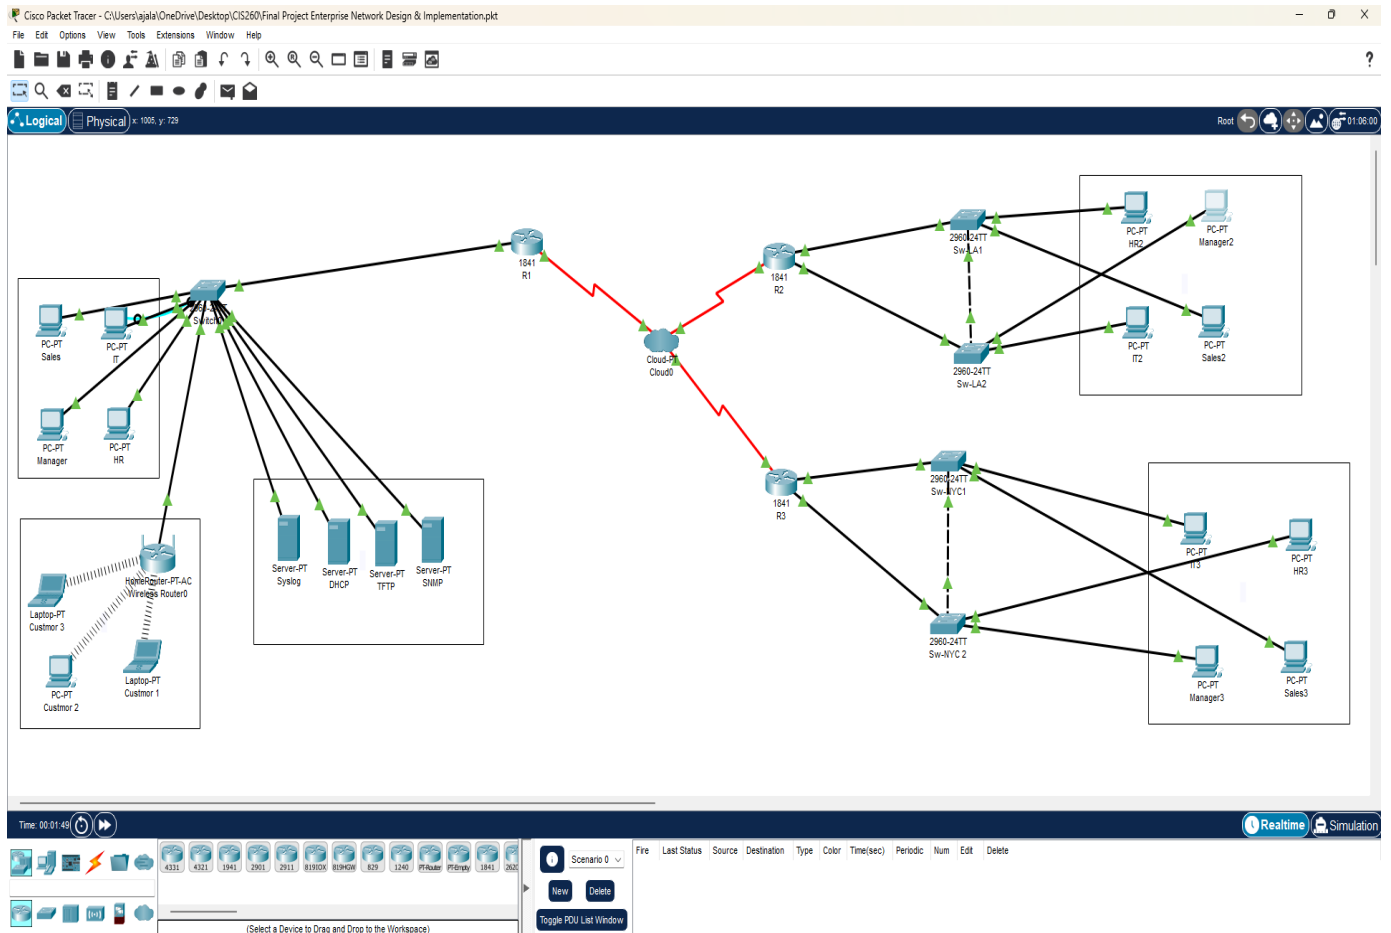 Cisco Packet Tracer - C:\Users\ajala\OneDrive\Desktop\CIS260\Final Project Enterprise Network Design & Implementation.pkt
File Edit Options View Tools Extensions Window Help
?
Logical Physical x: 1005, y: 729 Root 01:06:00
1841
R1
1841
R2
2960-24TT
Sw-LA1
PC-PT
HR2
PC-PT
Manager2
PC-PT
Sales
PC-PT
IT
Switch0
Cloud-PT
Cloud0
2960-24TT
Sw-LA2
PC-PT
IT2
PC-PT
Sales2
PC-PT
Manager
PC-PT
HR
1841
R3
2960-24TT
Sw-NYC1
PC-PT
IT3
PC-PT
HR3
HomeRouter-PT-AC
Wireless Router0
Server-PT
Syslog
Server-PT
DHCP
Server-PT
TFTP
Server-PT
SNMP
Laptop-PT
Custmor 3
PC-PT
Custmor 2
Laptop-PT
Custmor 1
2960-24TT
Sw-NYC 2
PC-PT
Manager3
PC-PT
Sales3
Time: 00:01:49 Realtime Simulation
4331 4321 1941 2901 2911 819IOX 819HGW 829 1240 PT-Router PT-Empty 1841
(Select a Device to Drag and Drop to the Workspace)
Scenario 0
New Delete
Toggle PDU List Window
Fire Last Status Source Destination Type Color Time(sec) Periodic Num Edit Delete